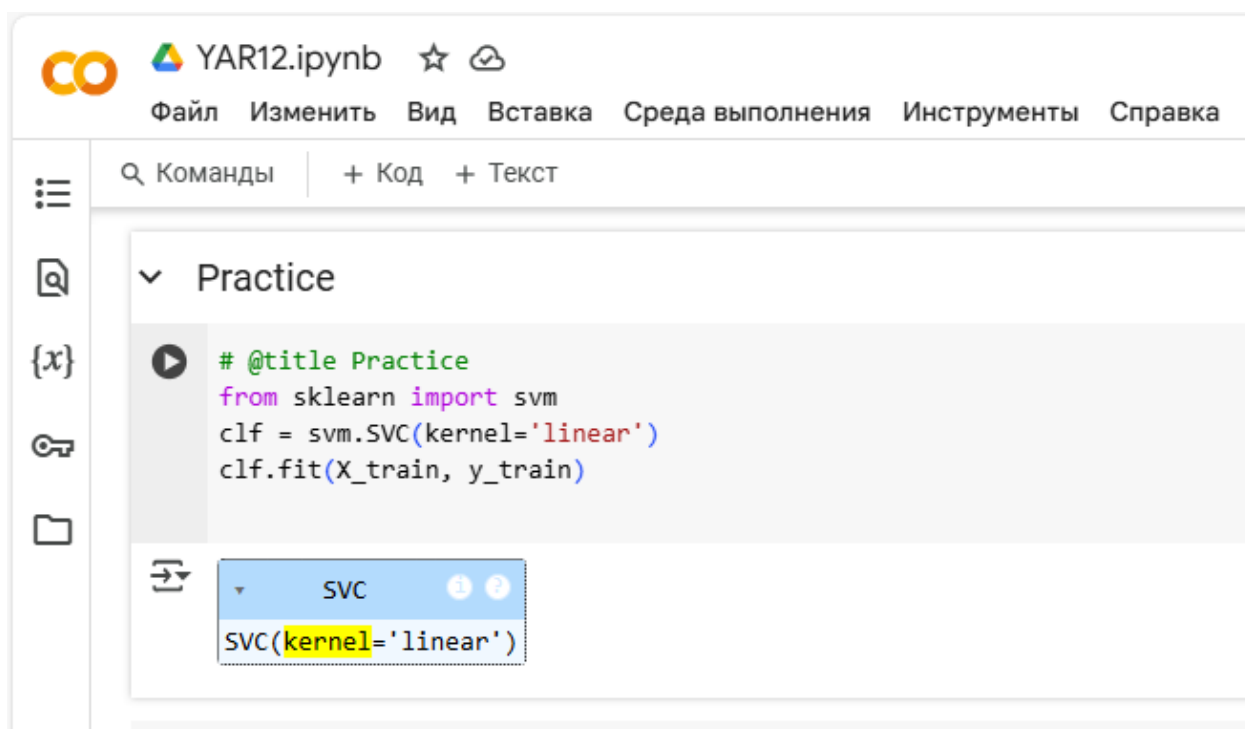 CO YAR12.ipynb
Файл Изменить Вид Вставка Среда выполнения Инструменты Справка
Команды + Код + Текст
Practice
{x}
# @title Practice
from sklearn import svm
clf = svm.SVC(kernel='linear')
clf.fit(X_train, y_train)
SVC i ?
SVC(kernel='linear')